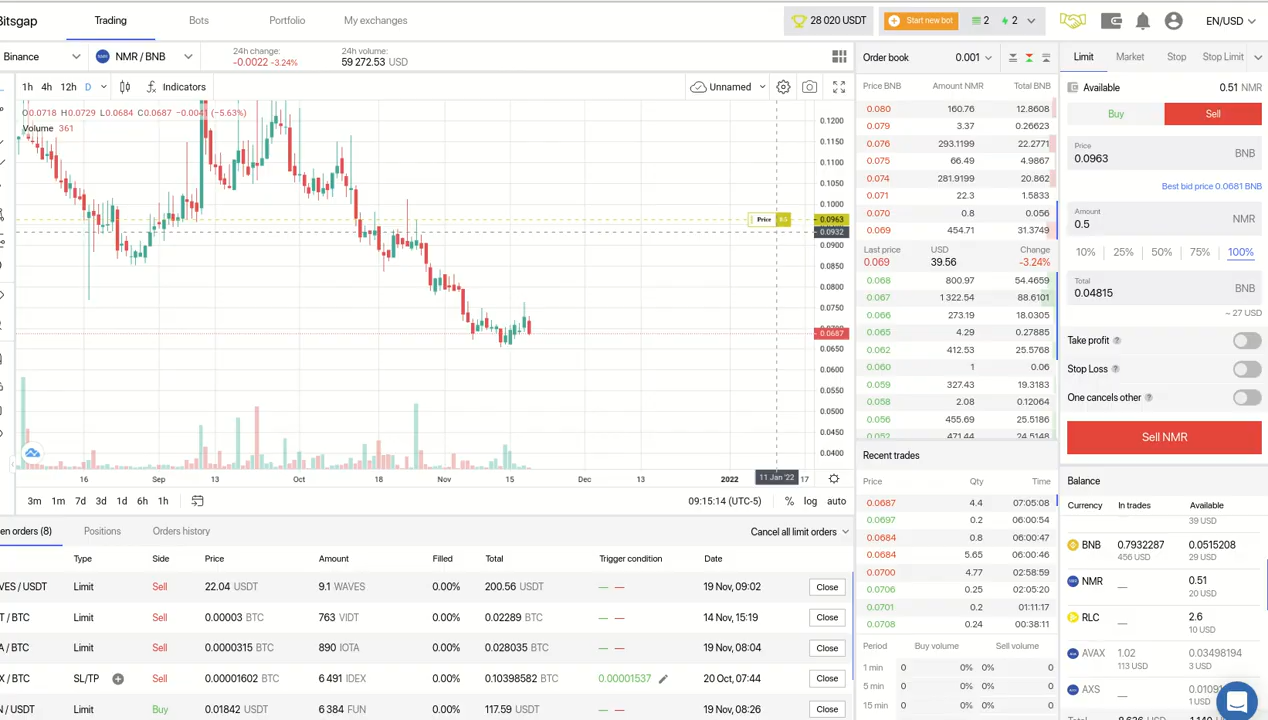 Bitsgap Trading Bots Portfolio My exchanges 28 020 USDT Start new bot 2 2 EN/USD
Binance NMR / BNB 24h change: -0.0022 -3.24% 24h volume: 59 272.53 USD
1h 4h 12h D Indicators Unnamed
O0.0718 H0.0729 L0.0684 C0.0687 −0.0041 (−5.63%)
Volume 361
0.1200
0.1150
0.1100
0.1050
0.1000
Price 0.5 0.0963
0.0932
0.0900
0.0850
0.0800
0.0750
0.0687
0.0650
0.0600
0.0550
0.0500
0.0450
0.0400
16 Sep 13 Oct 18 Nov 15 Dec 13 2022 11 Jan '22 17
3m 1m 7d 3d 1d 6h 1h 09:15:14 (UTC-5) % log auto
en orders (8) Positions Orders history Cancel all limit orders
Type Side Price Amount Filled Total Trigger condition Date
VES / USDT Limit Sell 22.04 USDT 9.1 WAVES 0.00% 200.56 USDT — — 19 Nov, 09:02 Close
T / BTC Limit Sell 0.00003 BTC 763 VIDT 0.00% 0.02289 BTC — — 14 Nov, 15:19 Close
A / BTC Limit Sell 0.0000315 BTC 890 IOTA 0.00% 0.028035 BTC — — 19 Nov, 08:04 Close
X / BTC SL/TP Sell 0.00001602 BTC 6 491 IDEX 0.00% 0.10398582 BTC 0.00001537 20 Oct, 07:44 Close
N / USDT Limit Buy 0.01842 USDT 6 384 FUN 0.00% 117.59 USDT — — 19 Nov, 08:26 Close
Order book 0.001
Price BNB Amount NMR Total BNB
0.080 160.76 12.8608
0.079 3.37 0.26623
0.076 293.1199 22.2771
0.075 66.49 4.9867
0.074 281.9199 20.862
0.071 22.3 1.5833
0.070 0.8 0.056
0.069 454.71 31.3749
Last price USD Change
0.069 39.56 -3.24%
0.068 800.97 54.4659
0.067 1 322.54 88.6101
0.066 273.19 18.0305
0.065 4.29 0.27885
0.062 412.53 25.5768
0.060 1 0.06
0.059 327.43 19.3183
0.058 2.08 0.12064
0.056 455.69 25.5186
0.052 471.44 24.5148
Recent trades
Price Qty Time
0.0687 4.4 07:05:08
0.0697 0.2 06:00:54
0.0684 0.8 06:00:47
0.0684 5.65 06:00:46
0.0700 4.77 02:58:59
0.0706 0.25 02:05:20
0.0701 0.2 01:11:17
0.0708 0.24 00:38:11
Period Buy volume Sell volume
1 min 0 0% 0% 0
5 min 0 0% 0% 0
15 min 0 0% 0% 0
Limit Market Stop Stop Limit
Available 0.51 NMR
Buy Sell
Price
0.0963 BNB
Best bid price 0.0681 BNB
Amount
0.5 NMR
10% 25% 50% 75% 100%
Total
0.04815 BNB
~ 27 USD
Take profit
Stop Loss
One cancels other
Sell NMR
Balance
Currency In trades Available
39 USD
BNB 0.7932287 0.0515208
456 USD 29 USD
NMR — 0.51
20 USD
RLC — 2.6
10 USD
AVAX 1.02 0.03498194
113 USD 3 USD
AXS — 0.0109
1 USD